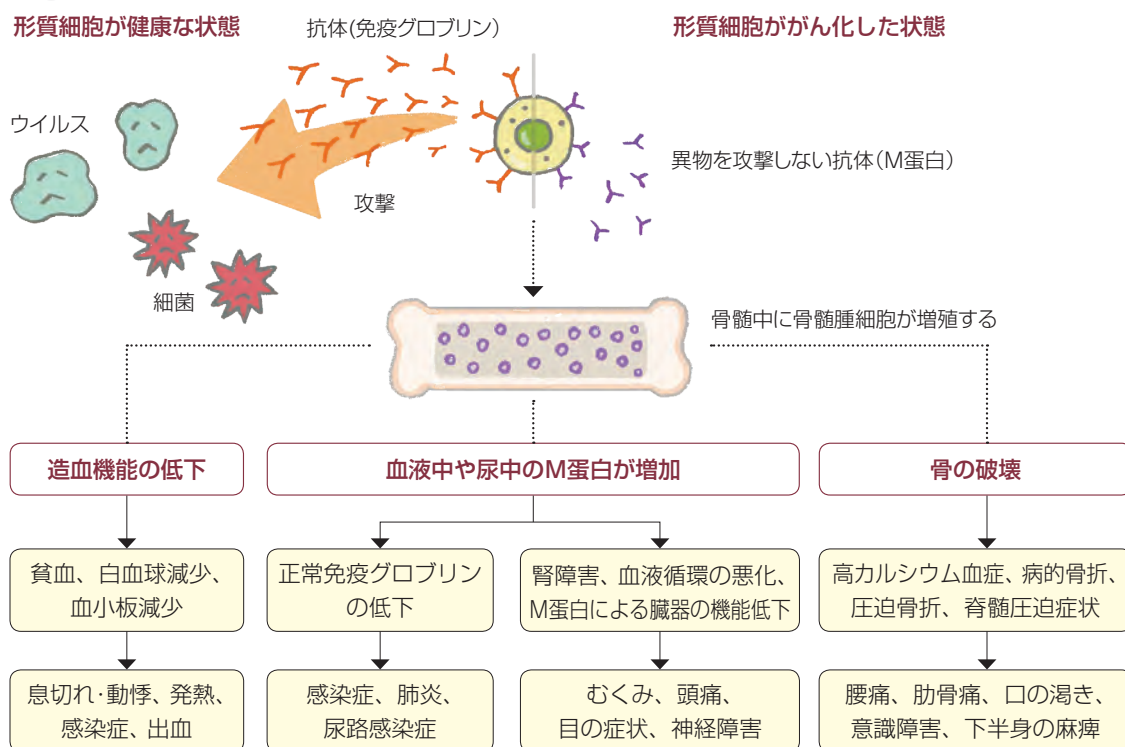 形質細胞が健康な状態
抗体(免疫グロブリン)
形質細胞ががん化した状態
ウイルス
異物を攻撃しない抗体(M蛋白)
攻撃
細菌
骨髄中に骨髄腫細胞が増殖する
造血機能の低下
血液中や尿中のM蛋白が増加
骨の破壊
貧血、白血球減少、
血小板減少
正常免疫グロブリン
の低下
腎障害、血液循環の悪化、
M蛋白による臓器の機能低下
高カルシウム血症、病的骨折、
圧迫骨折、脊髄圧迫症状
息切れ・動悸、発熱、
感染症、出血
感染症、肺炎、
尿路感染症
むくみ、頭痛、
目の症状、神経障害
腰痛、肋骨痛、口の渇き、
意識障害、下半身の麻痺